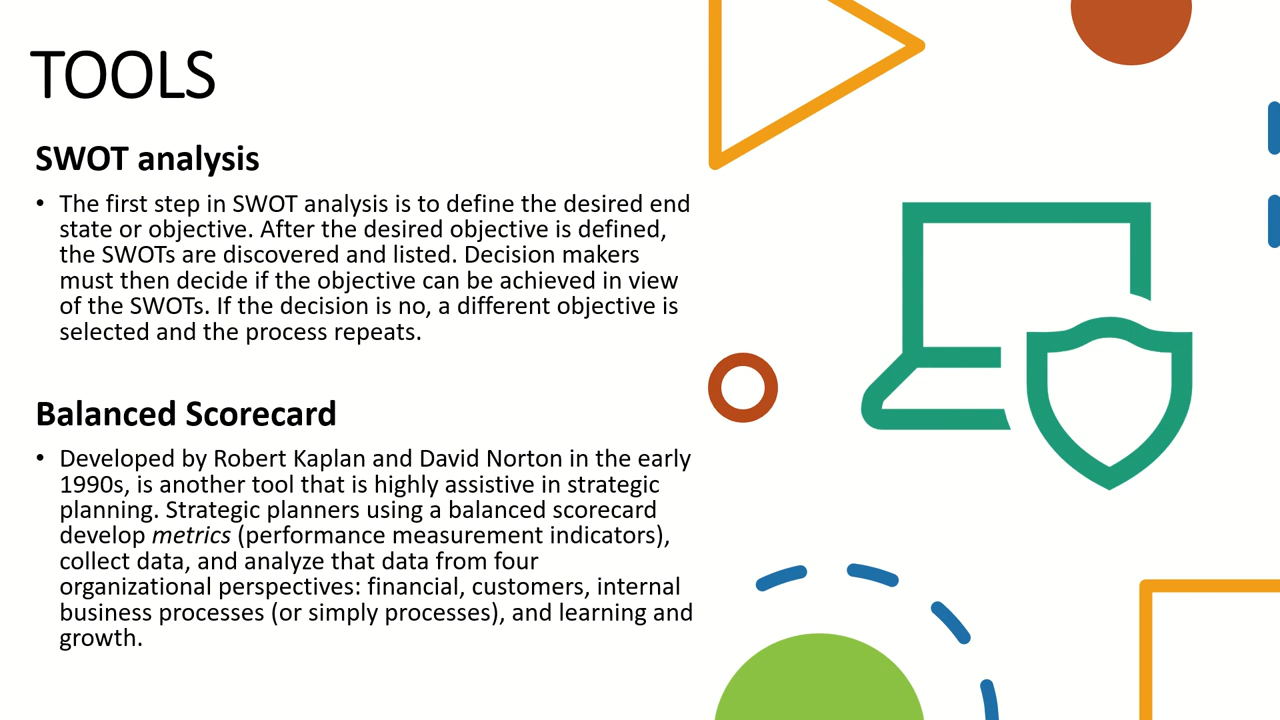 TOOLS
SWOT analysis
• The first step in SWOT analysis is to define the desired end
state or objective. After the desired objective is defined,
the SWOTs are discovered and listed. Decision makers
must then decide if the objective can be achieved in view
of the SWOTs. If the decision is no, a different objective is
selected and the process repeats.
Balanced Scorecard
• Developed by Robert Kaplan and David Norton in the early
1990s, is another tool that is highly assistive in strategic
planning. Strategic planners using a balanced scorecard
develop metrics (performance measurement indicators),
collect data, and analyze that data from four
organizational perspectives: financial, customers, internal
business processes (or simply processes), and learning and
growth.